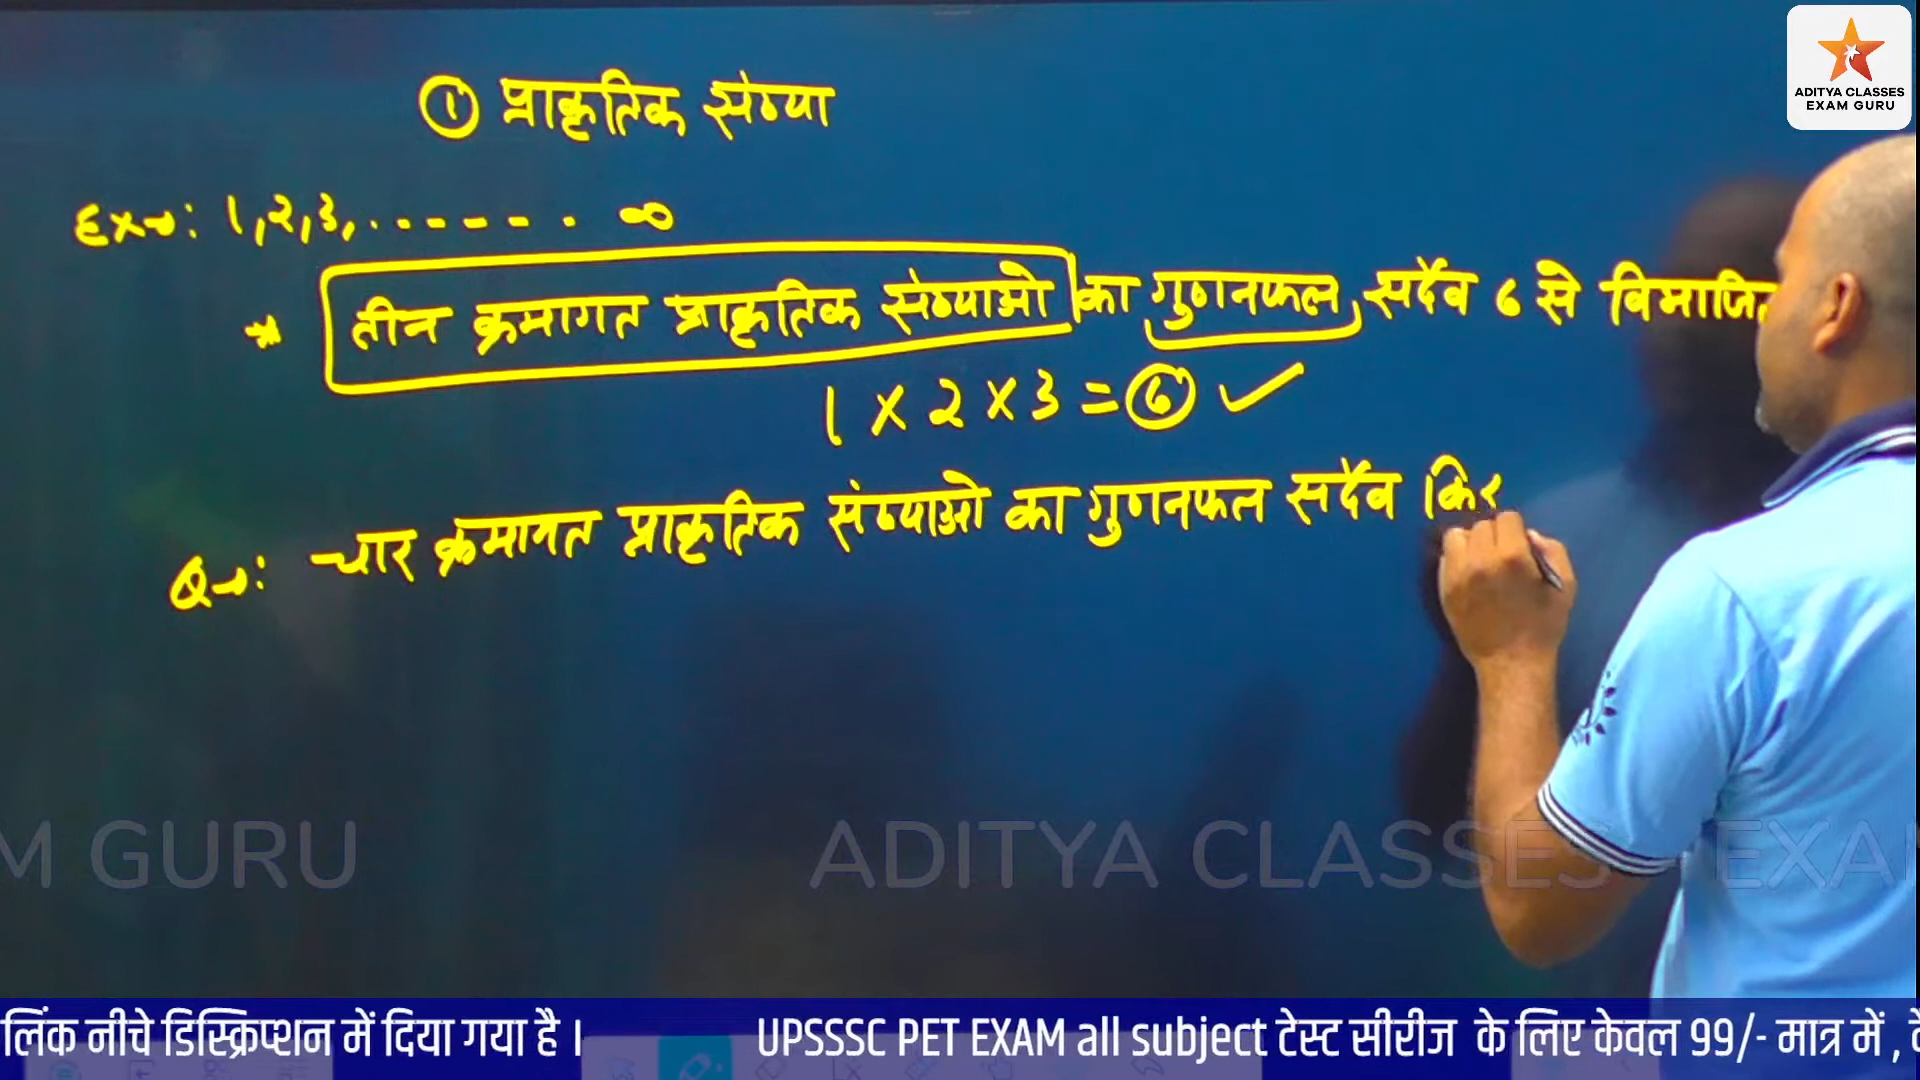 ADITYA CLASSES
EXAM GURU
① प्राकृतिक संख्या
Ex→: 1,2,3,.------. ∞
* तीन क्रमागत प्राकृतिक संख्याओ का गुणनफल, सदैव 6 से विभाजित
1 × 2 × 3 = 6 ✓
Q→: चार क्रमागत प्राकृतिक संख्याओ का गुणनफल सदैव
M GURU ADITYA CLASSES EXA
लिंक नीचे डिस्क्रिप्शन में दिया गया है । UPSSSC PET EXAM all subject टेस्ट सीरीज के लिए केवल 99/- मात्र में ,